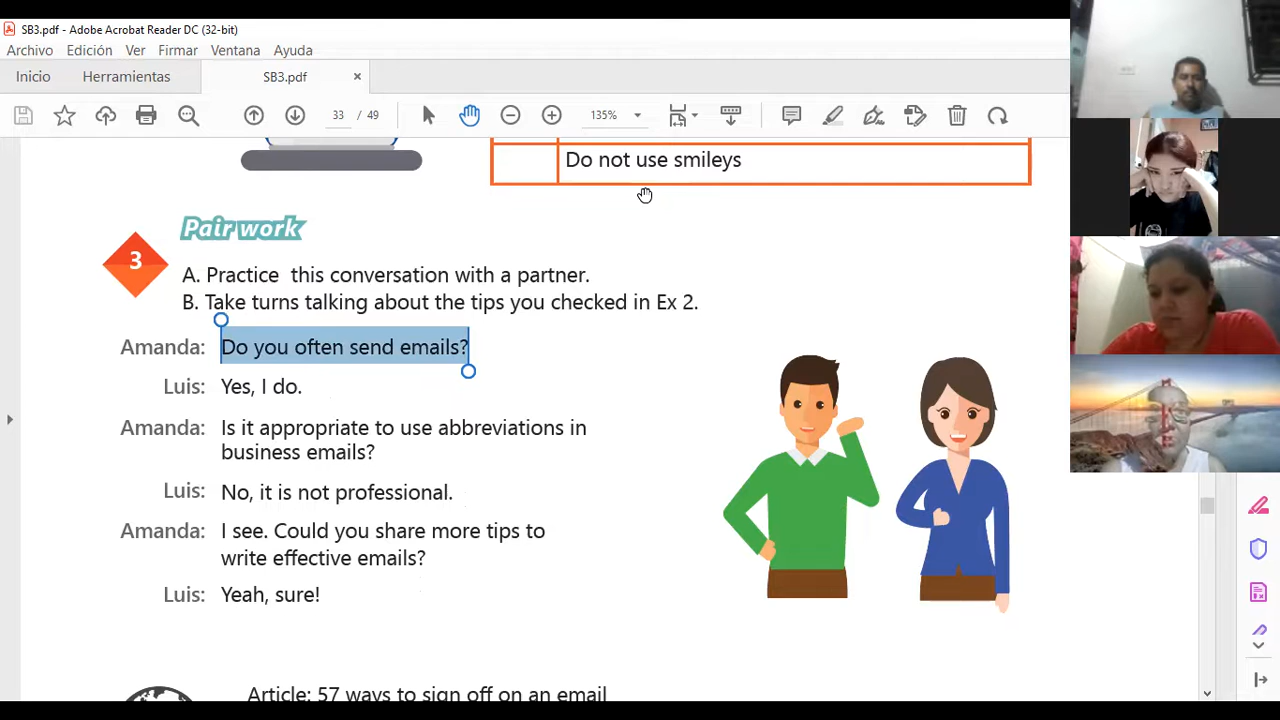 SB3.pdf - Adobe Acrobat Reader DC (32-bit)
Archivo Edición Ver Firmar Ventana Ayuda
Inicio Herramientas SB3.pdf ×
33 / 49 135%
Do not use smileys
Pair work
3
A. Practice this conversation with a partner.
B. Take turns talking about the tips you checked in Ex 2.
Amanda: Do you often send emails?
Luis: Yes, I do.
Amanda: Is it appropriate to use abbreviations in
business emails?
Luis: No, it is not professional.
Amanda: I see. Could you share more tips to
write effective emails?
Luis: Yeah, sure!
Article: 57 ways to sign off on an email